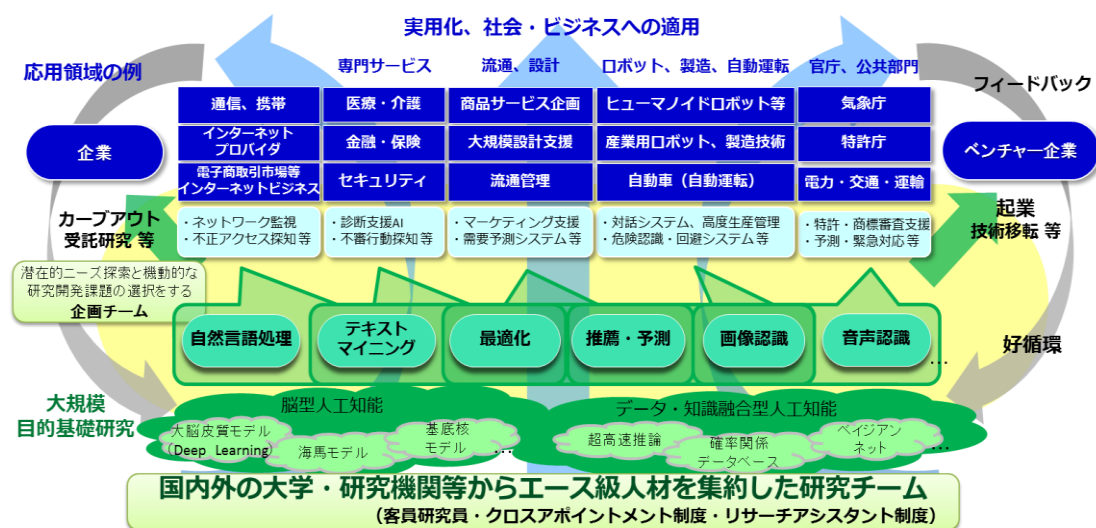 実用化、社会・ビジネスへの適用
応用領域の例
専門サービス
流通、設計
ロボット、製造、自動運転
官庁、公共部門
フィードバック
企業
ベンチャー企業
通信、携帯
医療・介護
商品サービス企画
ヒューマノイドロボット等
気象庁
インターネット
プロバイダ
金融・保険
大規模設計支援
産業用ロボット、製造技術
特許庁
電子商取引市場等
インターネットビジネス
セキュリティ
流通管理
自動車（自動運転）
電力・交通・運輸
カーブアウト
受託研究 等
・ネットワーク監視
・不正アクセス探知 等
・診断支援AI
・不審行動探知 等
・マーケティング支援
・需要予測システム 等
・対話システム、高度生産管理
・危険認識・回避システム 等
・特許・商標審査支援
・予測・緊急対応 等
起業
技術移転 等
潜在的ニーズ探索と機動的な
研究開発課題の選択をする
企画チーム
自然言語処理
テキスト
マイニング
最適化
推薦・予測
画像認識
音声認識
…
好循環
大規模
目的基礎研究
脳型人工知能
大脳皮質モデル
（Deep Learning）
海馬モデル
基底核
モデル
…
データ・知識融合型人工知能
超高速推論
確率関係
データベース
ベイジアン
ネット
…
国内外の大学・研究機関等からエース級人材を集約した研究チーム
（客員研究員・クロスアポイントメント制度・リサーチアシスタント制度）